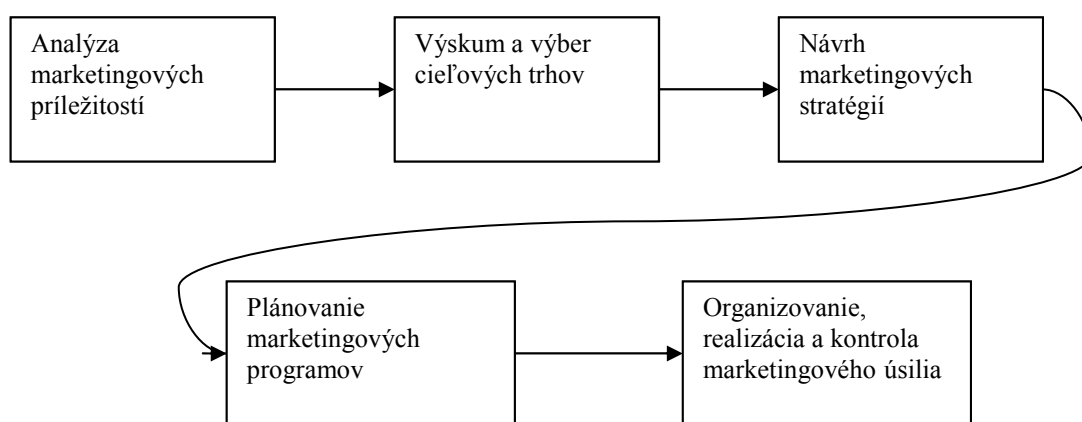 Analýza
marketingových
príležitostí
Výskum a výber
cieľových trhov
Návrh
marketingových
stratégií
Plánovanie
marketingových
programov
Organizovanie,
realizácia a kontrola
marketingového úsilia